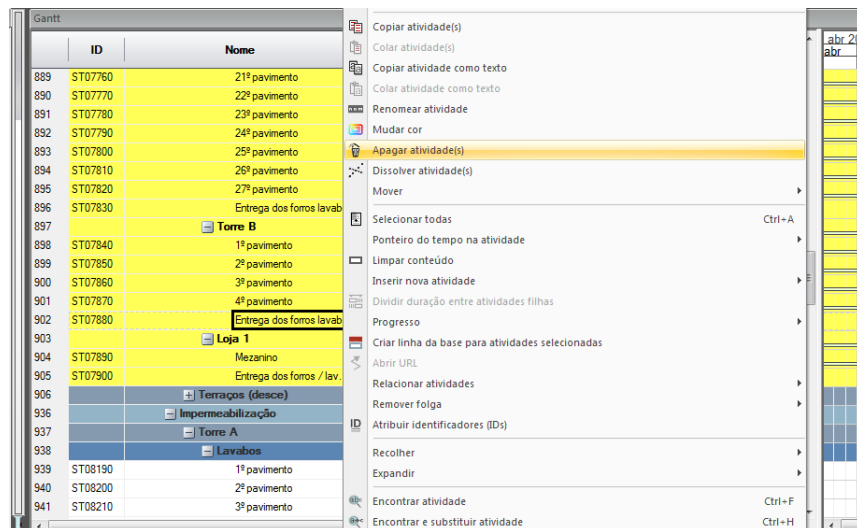 Gantt
ID Nome
889 ST07760 21º pavimento
890 ST07770 22º pavimento
891 ST07780 23º pavimento
892 ST07790 24º pavimento
893 ST07800 25º pavimento
894 ST07810 26º pavimento
895 ST07820 27º pavimento
896 ST07830 Entrega dos forros lavab
897 Torre B
898 ST07840 1º pavimento
899 ST07850 2º pavimento
900 ST07860 3º pavimento
901 ST07870 4º pavimento
902 ST07880 Entrega dos forros lavab
903 Loja 1
904 ST07890 Mezanino
905 ST07900 Entrega dos forros / lav...
906 Terraços (desce)
936 Impermeabilização
937 Torre A
938 Lavabos
939 ST08190 1º pavimento
940 ST08200 2º pavimento
941 ST08210 3º pavimento
Copiar atividade(s)
Colar atividade(s)
Copiar atividade como texto
Colar atividade como texto
Renomear atividade
Mudar cor
Apagar atividade(s)
Dissolver atividade(s)
Mover
Selecionar todas Ctrl+A
Ponteiro do tempo na atividade
Limpar conteúdo
Inserir nova atividade
Dividir duração entre atividades filhas
Progresso
Criar linha da base para atividades selecionadas
Abrir URL
Relacionar atividades
Remover folga
ID Atribuir identificadores (IDs)
Recolher
Expandir
Encontrar atividade Ctrl+F
Encontrar e substituir atividade Ctrl+H
abr 2
abr